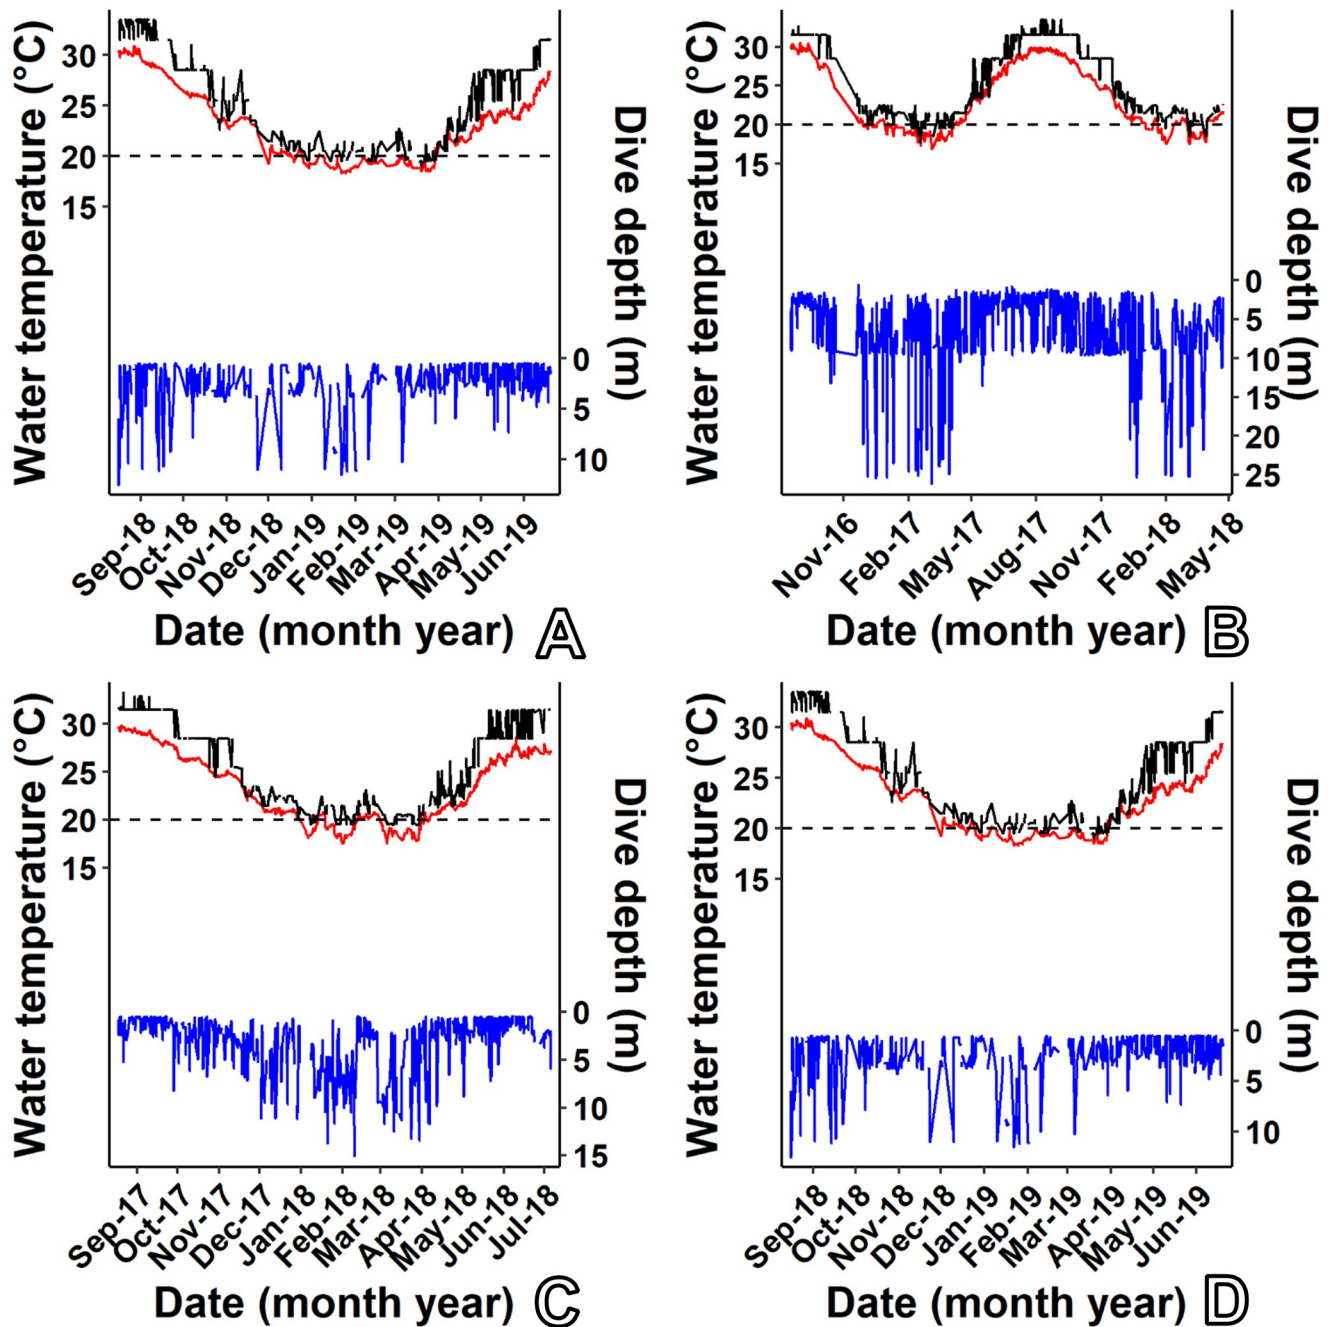 Water temperature (°C)
30
25
20
15
Dive depth (m)
0
5
10
Sep-18
Oct-18
Nov-18
Dec-18
Jan-19
Feb-19
Mar-19
Apr-19
May-19
Jun-19
Date (month year)
A
Water temperature (°C)
30
25
20
15
Dive depth (m)
0
5
10
15
20
25
Nov-16
Feb-17
May-17
Aug-17
Nov-17
Feb-18
May-18
Date (month year)
B
Water temperature (°C)
30
25
20
15
Dive depth (m)
0
5
10
15
Sep-17
Oct-17
Nov-17
Dec-17
Jan-18
Feb-18
Mar-18
Apr-18
May-18
Jun-18
Jul-18
Date (month year)
C
Water temperature (°C)
30
25
20
15
Dive depth (m)
0
5
10
Sep-18
Oct-18
Nov-18
Dec-18
Jan-19
Feb-19
Mar-19
Apr-19
May-19
Jun-19
Date (month year)
D